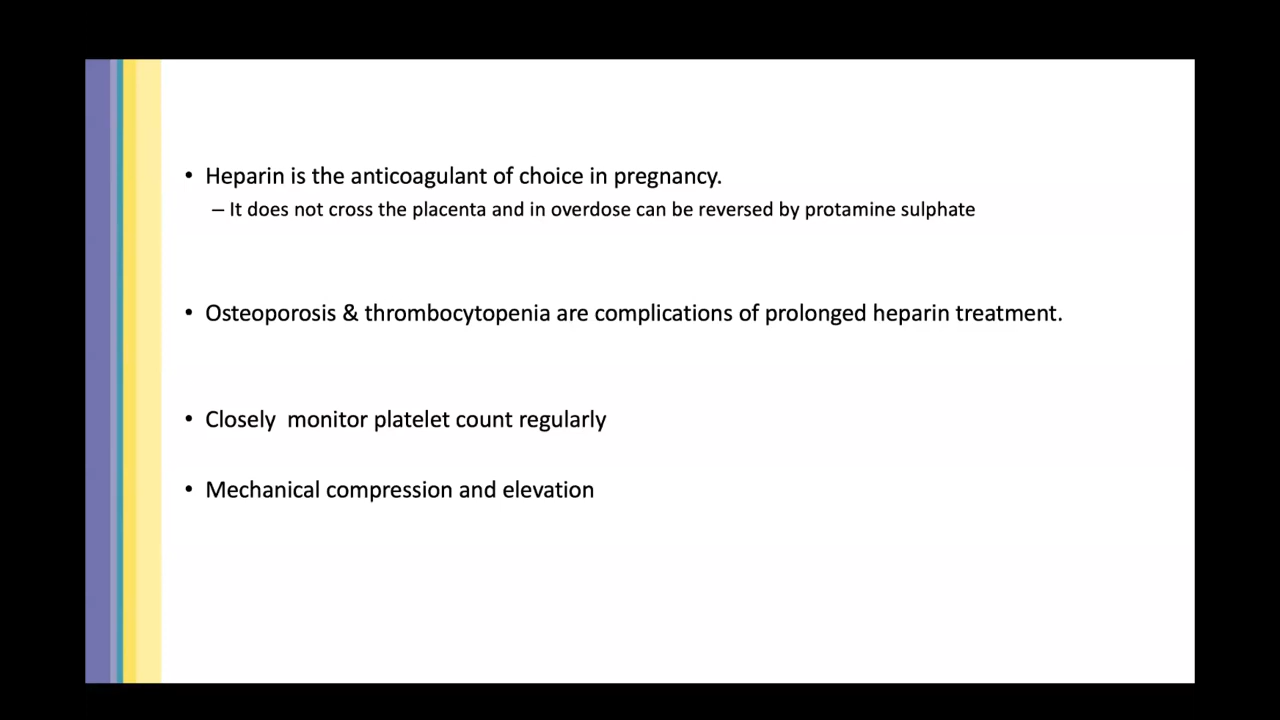 • Heparin is the anticoagulant of choice in pregnancy.
– It does not cross the placenta and in overdose can be reversed by protamine sulphate
• Osteoporosis & thrombocytopenia are complications of prolonged heparin treatment.
• Closely  monitor platelet count regularly
• Mechanical compression and elevation